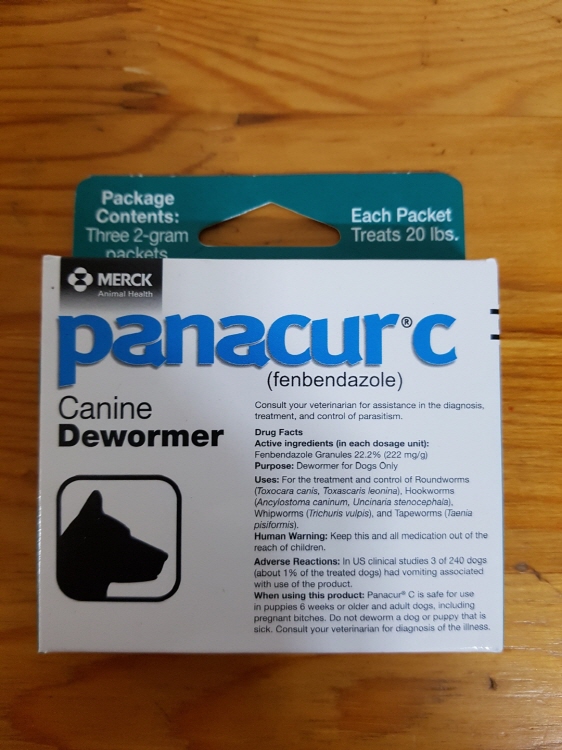 Package
Contents:
Three 2-gram
packets
Each Packet
Treats 20 lbs.
MERCK
Animal Health
panacur® c
(fenbendazole)
Canine
Dewormer
Consult your veterinarian for assistance in the diagnosis,
treatment, and control of parasitism.
Drug Facts
Active ingredients (in each dosage unit):
Fenbendazole Granules 22.2% (222 mg/g)
Purpose: Dewormer for Dogs Only
Uses: For the treatment and control of Roundworms
(Toxocara canis, Toxascaris leonina), Hookworms
(Ancylostoma caninum, Uncinaria stenocephaia),
Whipworms (Trichuris vulpis), and Tapeworms (Taenia
pisiformis).
Human Warning: Keep this and all medication out of the
reach of children.
Adverse Reactions: In US clinical studies 3 of 240 dogs
(about 1% of the treated dogs) had vomiting associated
with use of the product.
When using this product: Panacur® C is safe for use
in puppies 6 weeks or older and adult dogs, including
pregnant bitches. Do not deworm a dog or puppy that is
sick. Consult your veterinarian for diagnosis of the illness.